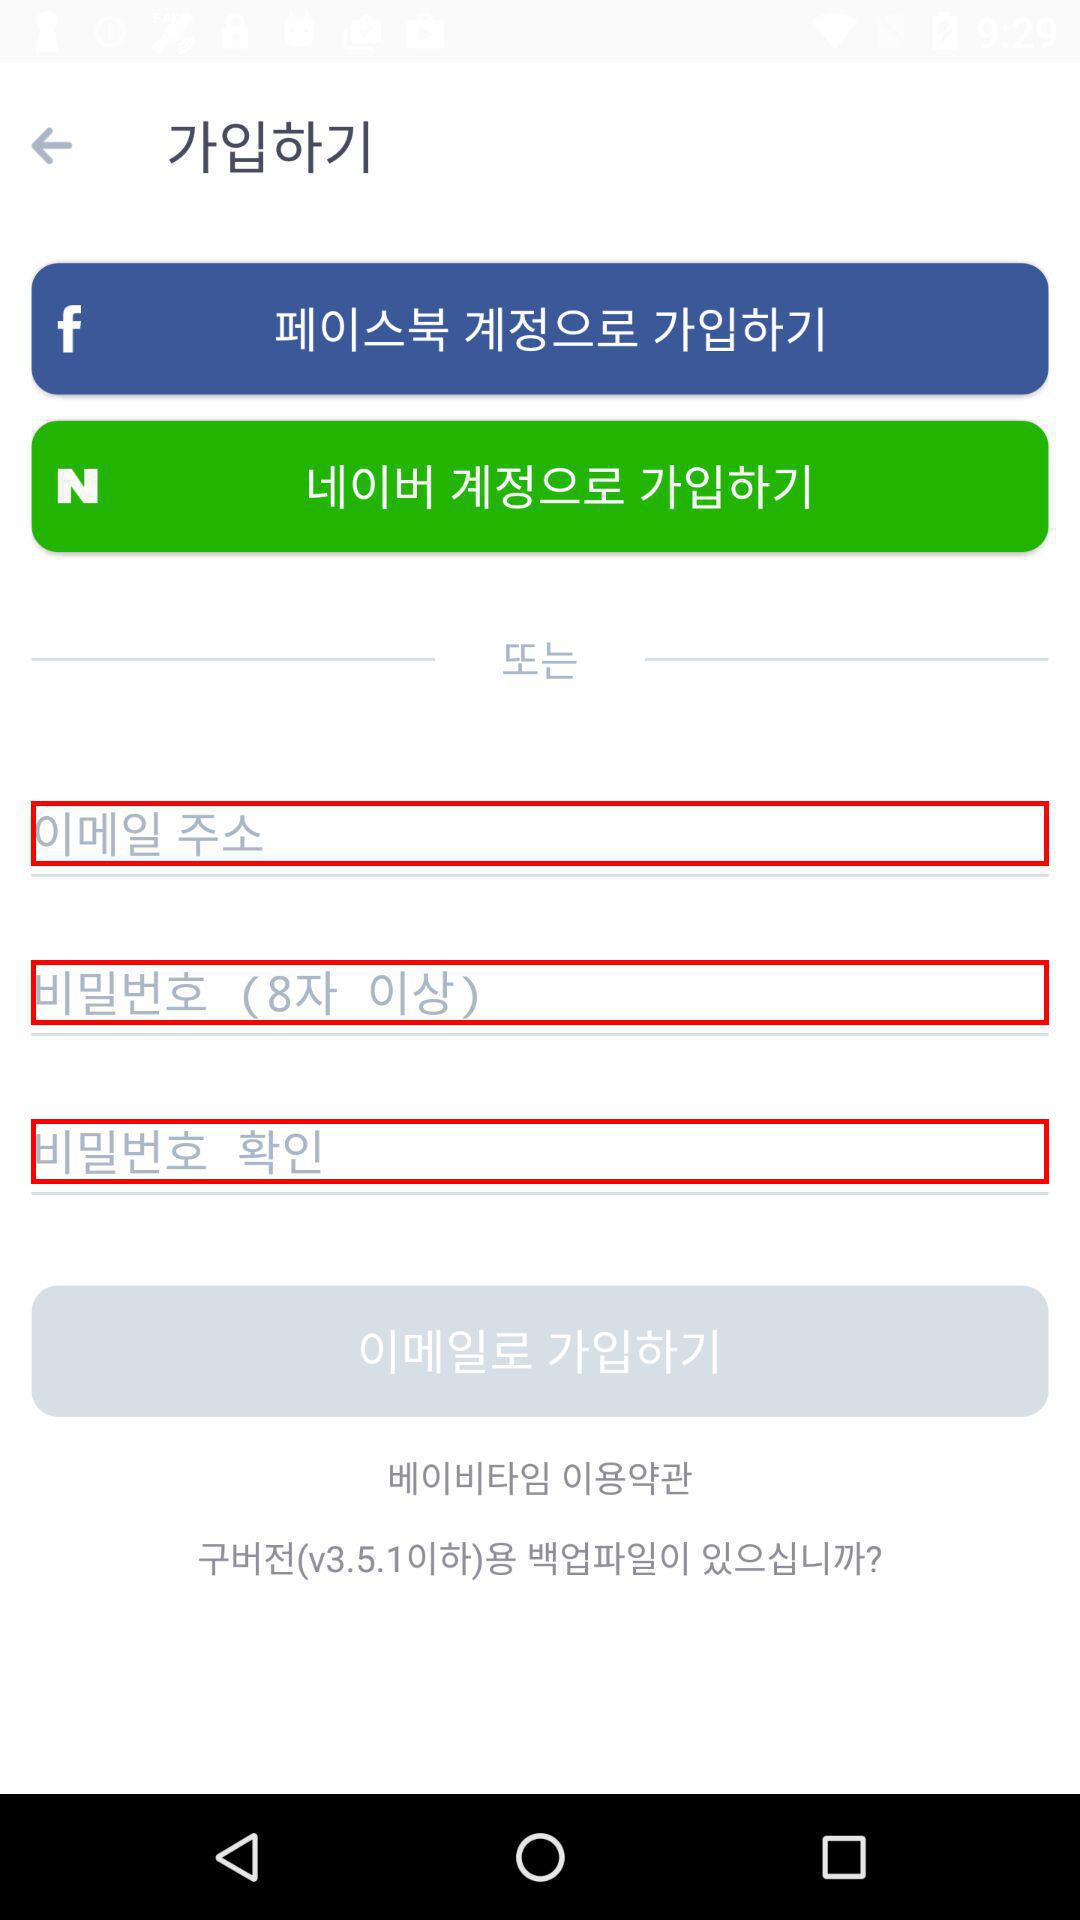 9:29
가입하기
f 페이스북 계정으로 가입하기
N 네이버 계정으로 가입하기
또는
이메일 주소
비밀번호 (8자 이상)
비밀번호 확인
이메일로 가입하기
베이비타임 이용약관
구버전(v3.5.1이하)용 백업파일이 있으십니까?